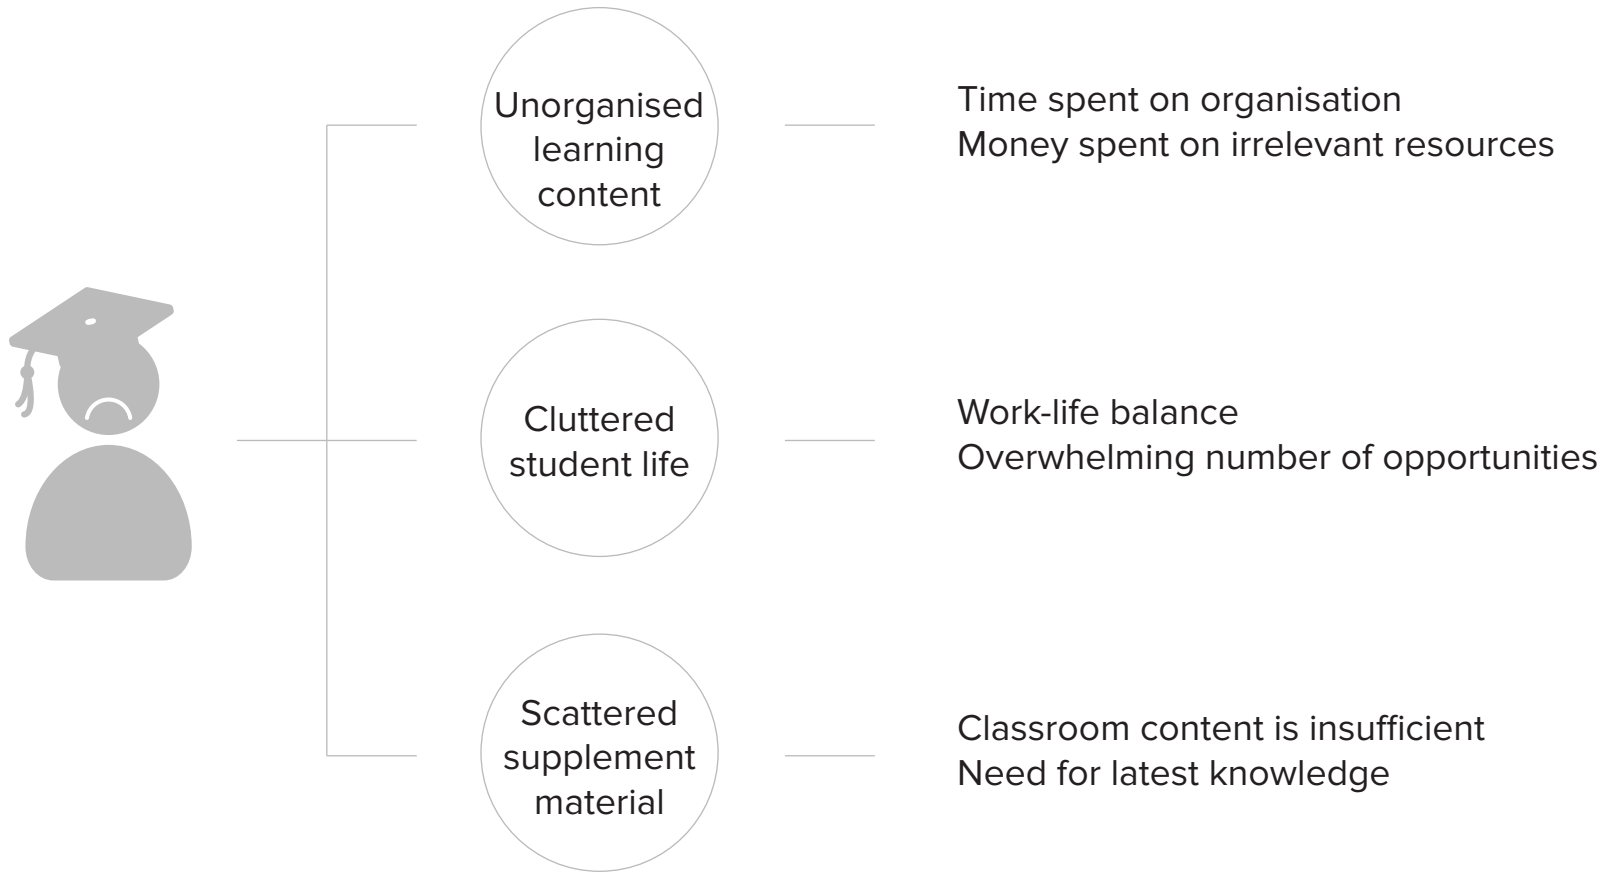 Unorganised
learning
content
Time spent on organisation
Money spent on irrelevant resources
Cluttered
student life
Work-life balance
Overwhelming number of opportunities
Scattered
supplement
material
Classroom content is insufficient
Need for latest knowledge